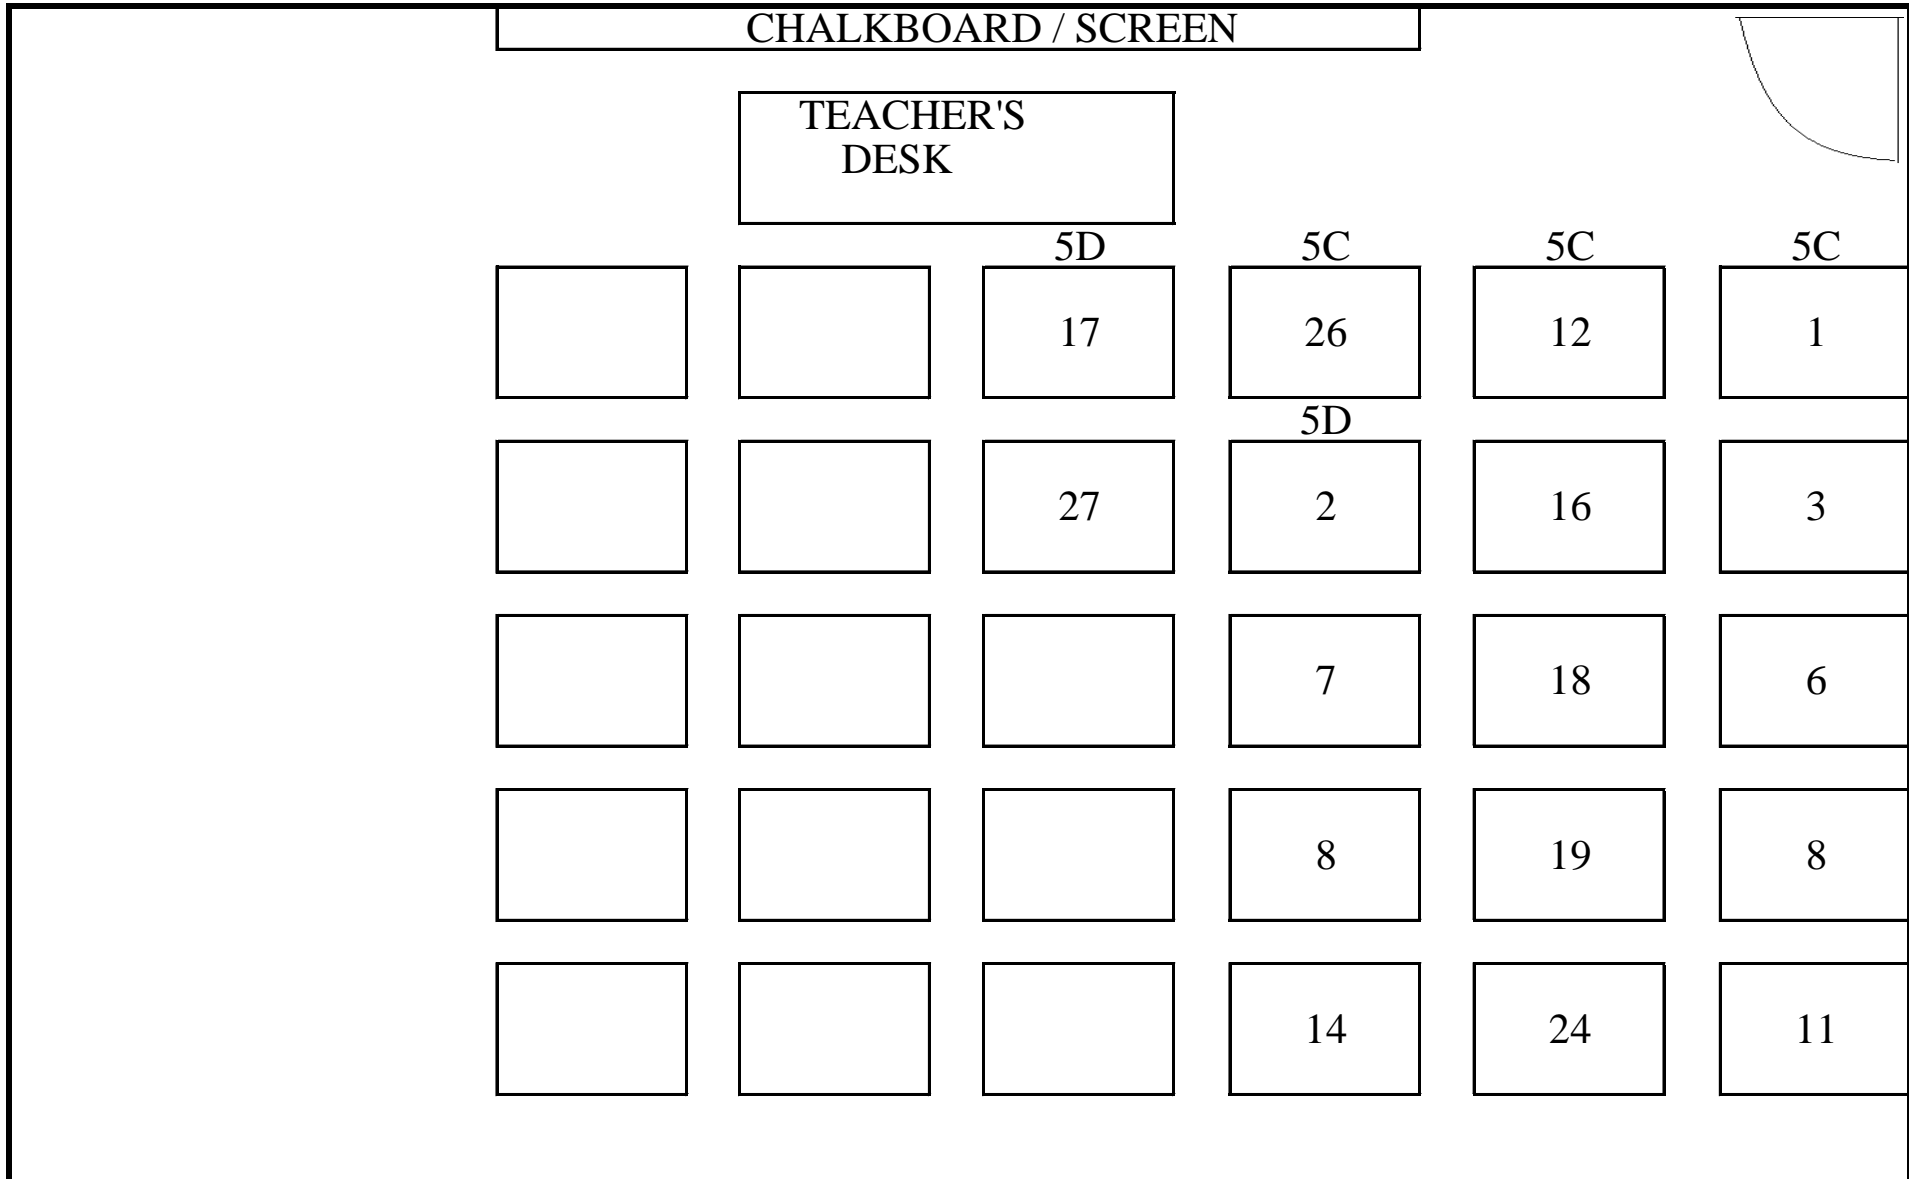 CHALKBOARD / SCREEN
TEACHER'S
DESK
5D 5C 5C 5C
17 26 12 1
5D
27 2 16 3
7 18 6
8 19 8
14 24 11